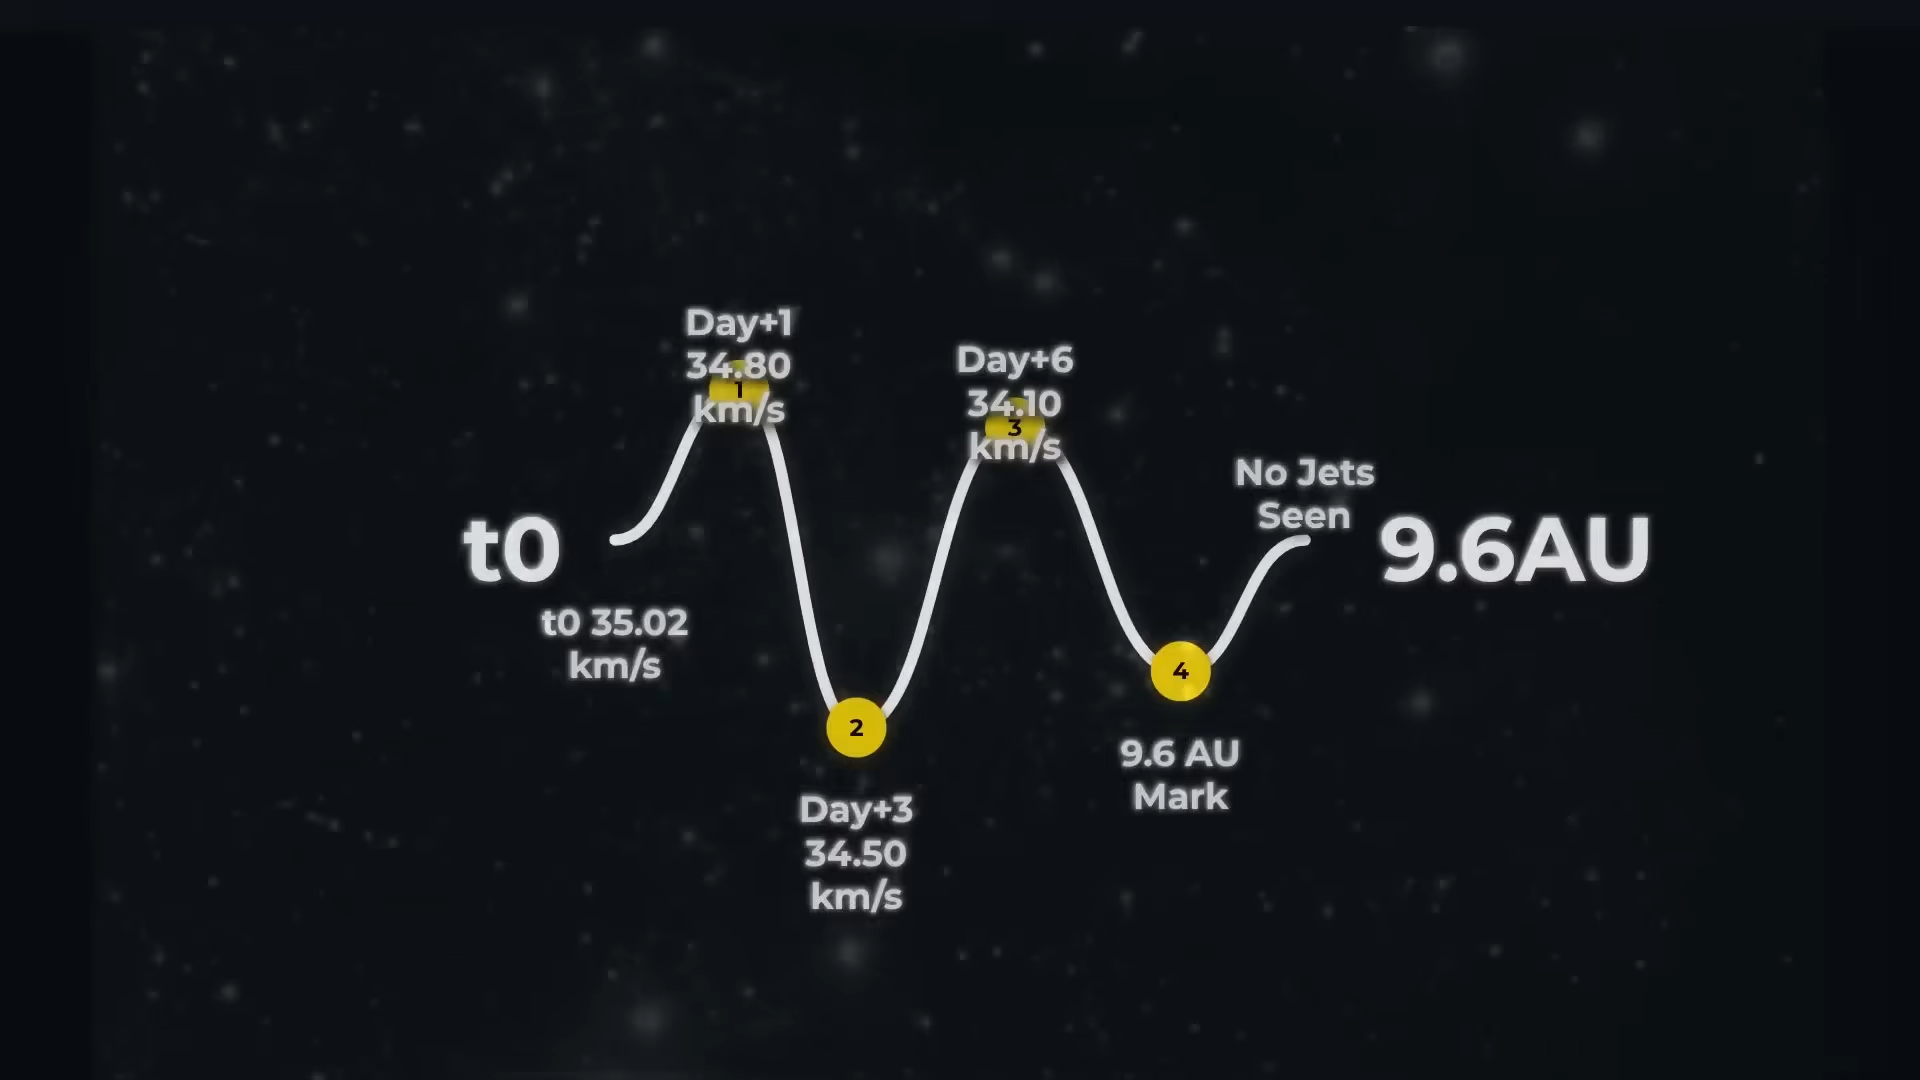 t0
t0 35.02
km/s
Day+1
34.80
1
km/s
2
Day+3
34.50
km/s
Day+6
34.10
3
km/s
4
9.6 AU
Mark
No Jets
Seen
9.6AU